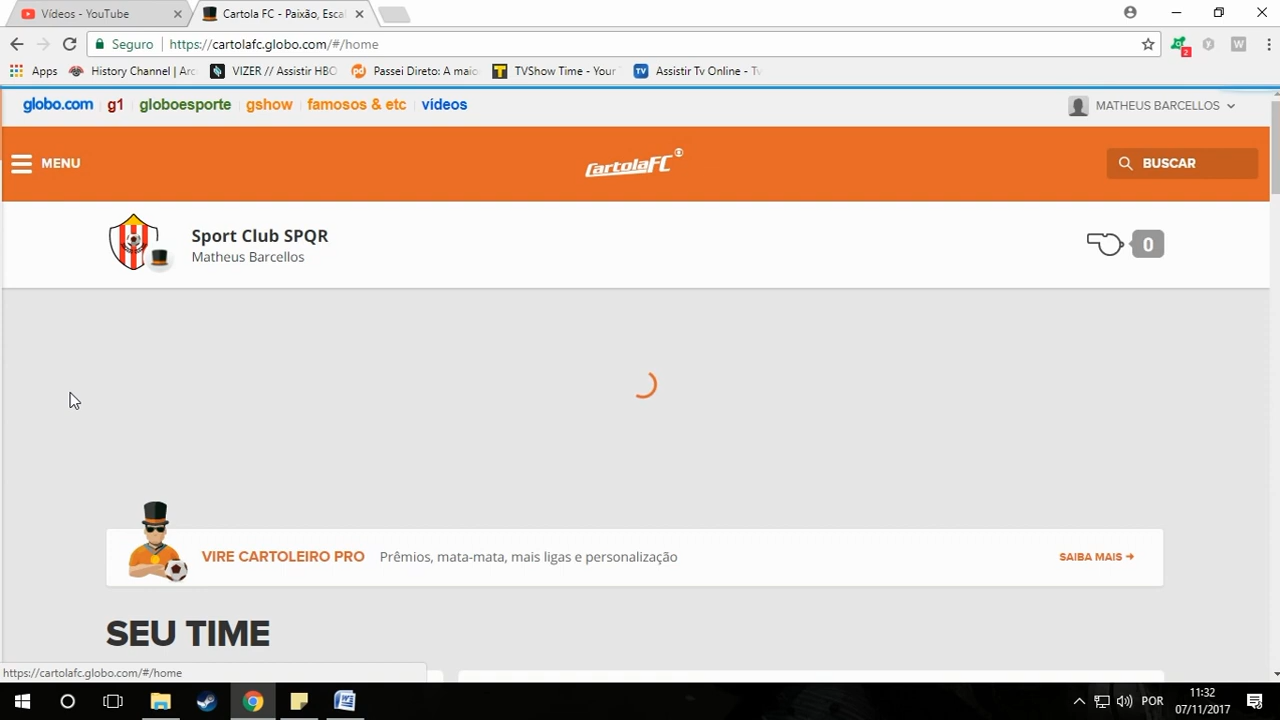 Vídeos - YouTube
Cartola FC - Paixão, Esca
Seguro
https://cartolafc.globo.com/#/home
Apps
History Channel | Arc
VIZER // Assistir HBO
Passei Direto: A maio
TVShow Time - Your
Assistir Tv Online - Tv
globo.com g1 globoesporte gshow famosos & etc vídeos
MATHEUS BARCELLOS
MENU
CartolaFC
BUSCAR
Sport Club SPQR
Matheus Barcellos
0
VIRE CARTOLEIRO PRO Prêmios, mata-mata, mais ligas e personalização
SAIBA MAIS
SEU TIME
https://cartolafc.globo.com/#/home
POR
11:32
07/11/2017